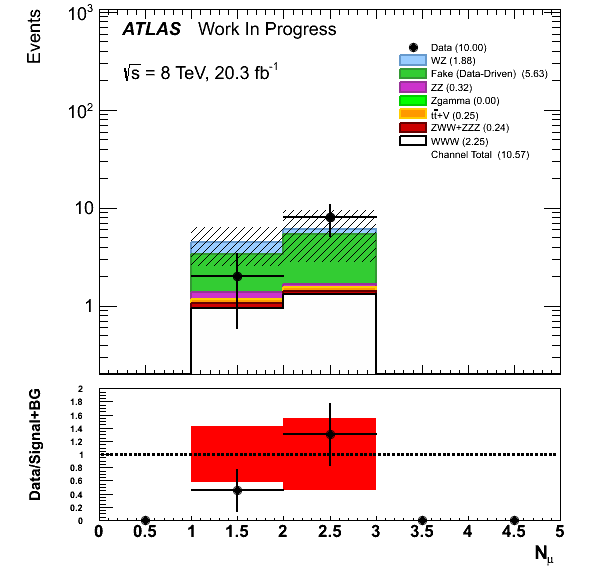 Events
10³
10²
10
1
ATLAS Work In Progress
√s = 8 TeV, 20.3 fb⁻¹
Data (10.00)
WZ (1.88)
Fake (Data-Driven) (5.63)
ZZ (0.32)
Zgamma (0.00)
tt̄+V (0.25)
ZWW+ZZZ (0.24)
WWW (2.25)
Channel Total (10.57)
Data/Signal+BG
2
1.8
1.6
1.4
1.2
1
0.8
0.6
0.4
0.2
0
0 0.5 1 1.5 2 2.5 3 3.5 4 4.5 5
Nμ